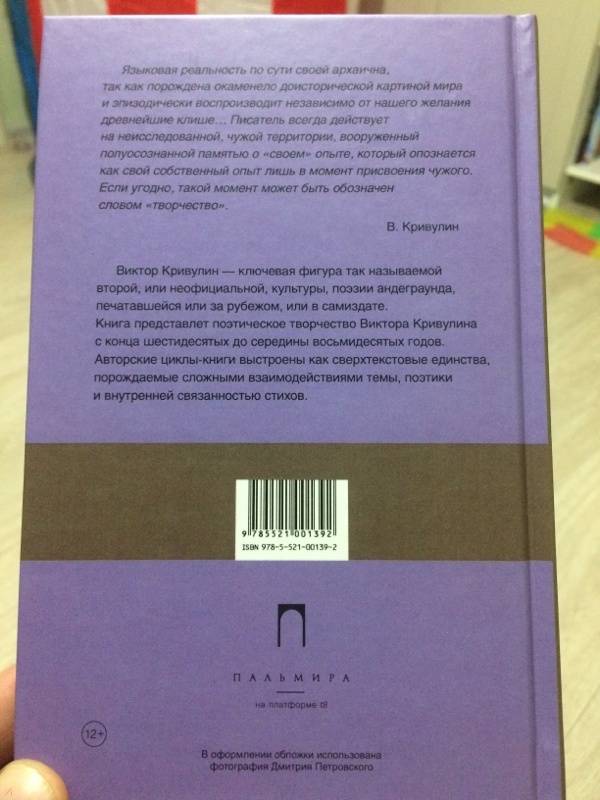 Языковая реальность по сути своей архаична,
так как порождена окаменело доисторической картиной мира
и эпизодически воспроизводит независимо от нашего желания
древнейшие клише... Писатель всегда действует
на неисследованной, чужой территории, вооруженный
полуосознанной памятью о «своем» опыте, который опознается
как свой собственный опыт лишь в момент присвоения чужого.
Если угодно, такой момент может быть обозначен
словом «творчество».
В. Кривулин
Виктор Кривулин — ключевая фигура так называемой
второй, или неофициальной, культуры, поэзии андеграунда,
печатавшейся или за рубежом, или в самиздате.
Книга представлет поэтическое творчество Виктора Кривулина
с конца шестидесятых до середины восьмидесятых годов.
Авторские циклы-книги выстроены как сверхтекстовые единства,
порождаемые сложными взаимодействиями темы, поэтики
и внутренней связанностью стихов.
9 785521 001392
ISBN 978-5-521-00139-2
ПАЛЬМИРА
на платформе t8
12+
В оформлении обложки использована
фотография Дмитрия Петровского